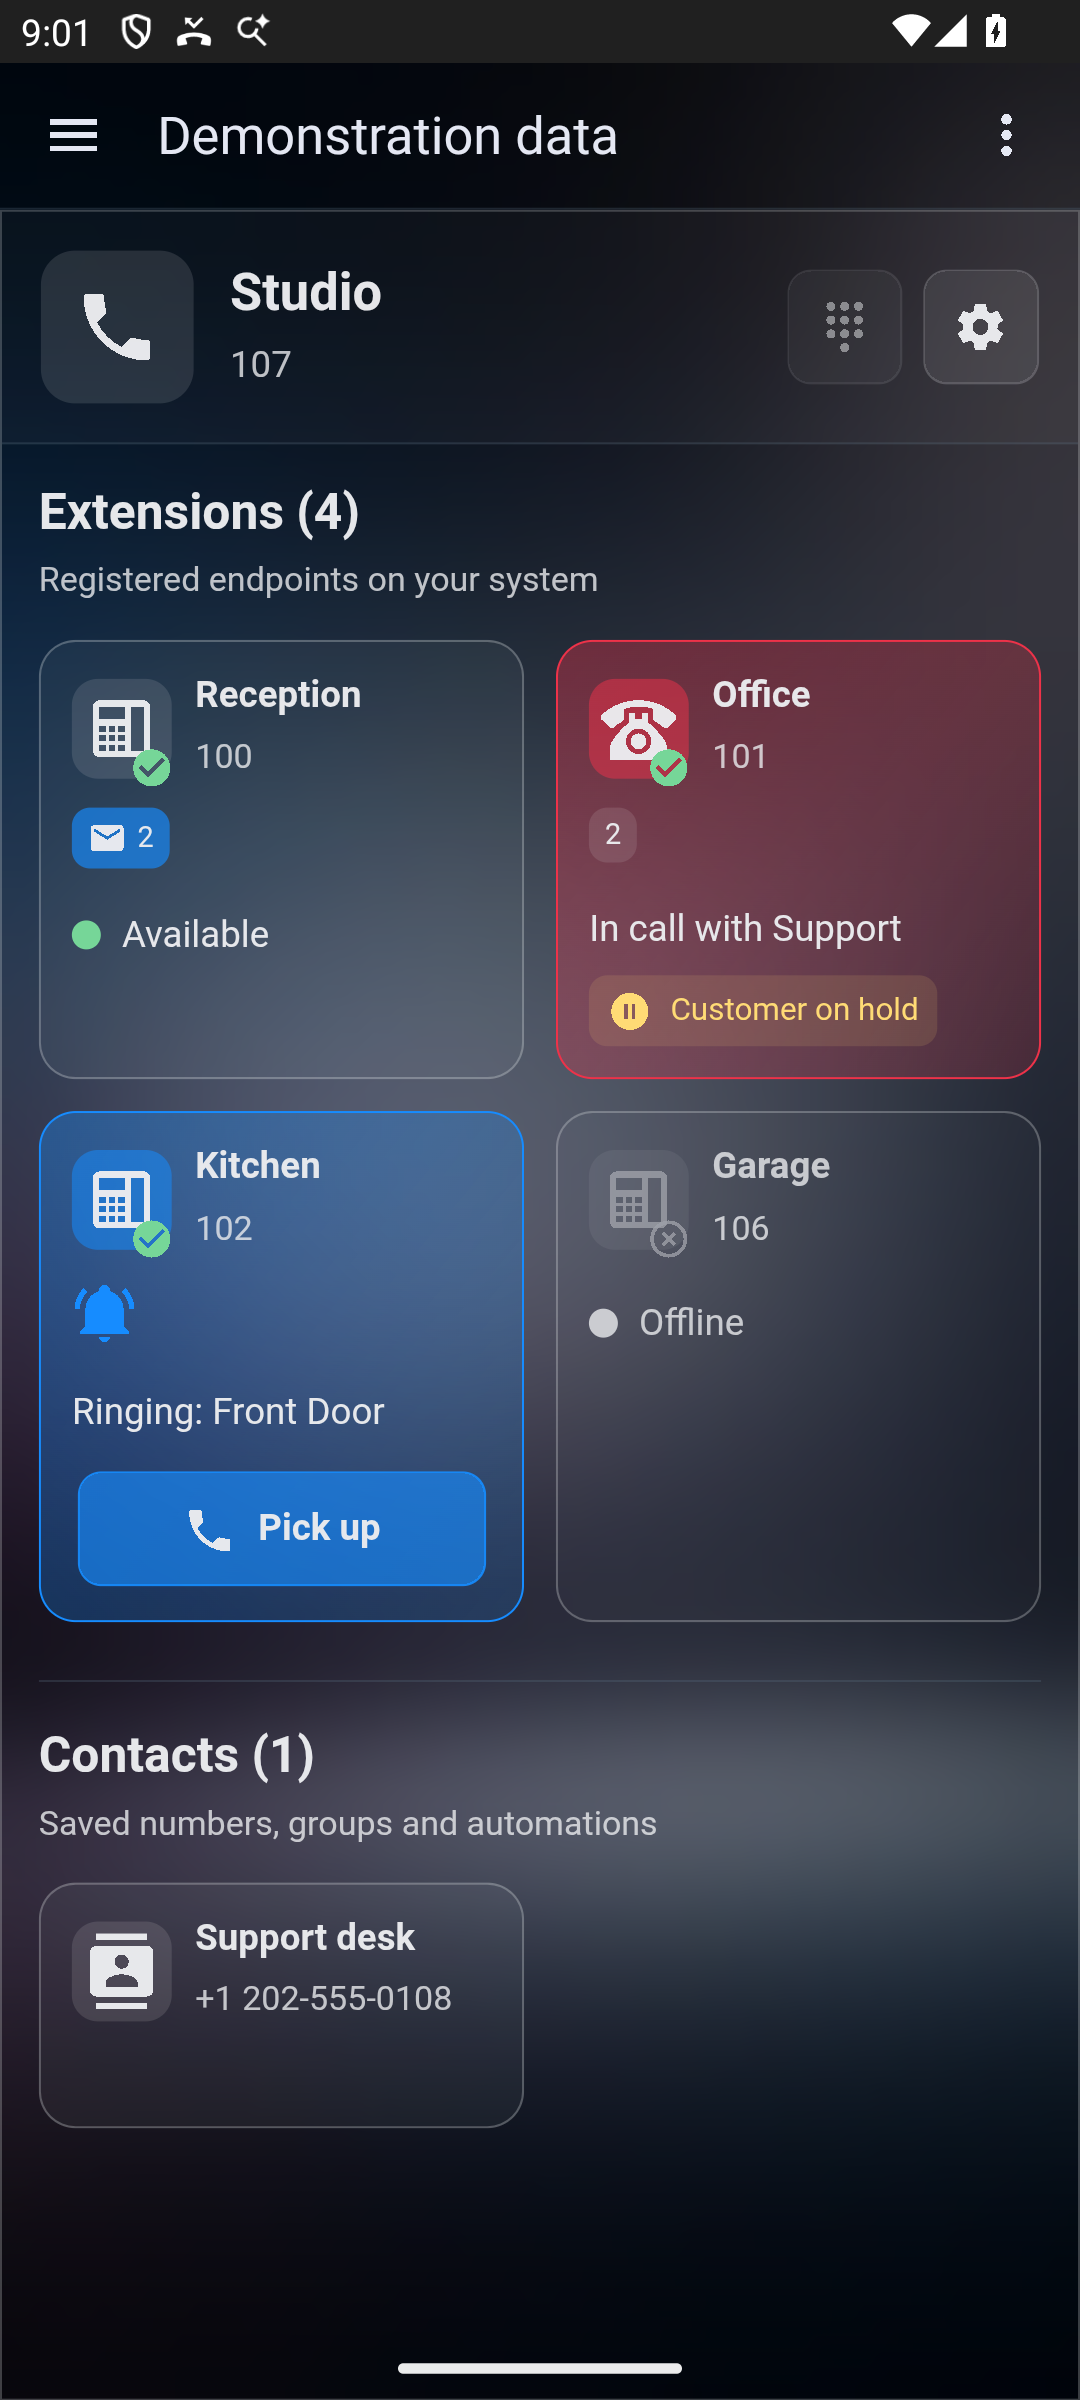 9:01
Demonstration data
Studio
107
Extensions (4)
Registered endpoints on your system
Reception
100
2
Available
Office
101
2
In call with Support
Customer on hold
Kitchen
102
Ringing: Front Door
Pick up
Garage
106
Offline
Contacts (1)
Saved numbers, groups and automations
Support desk
+1 202-555-0108